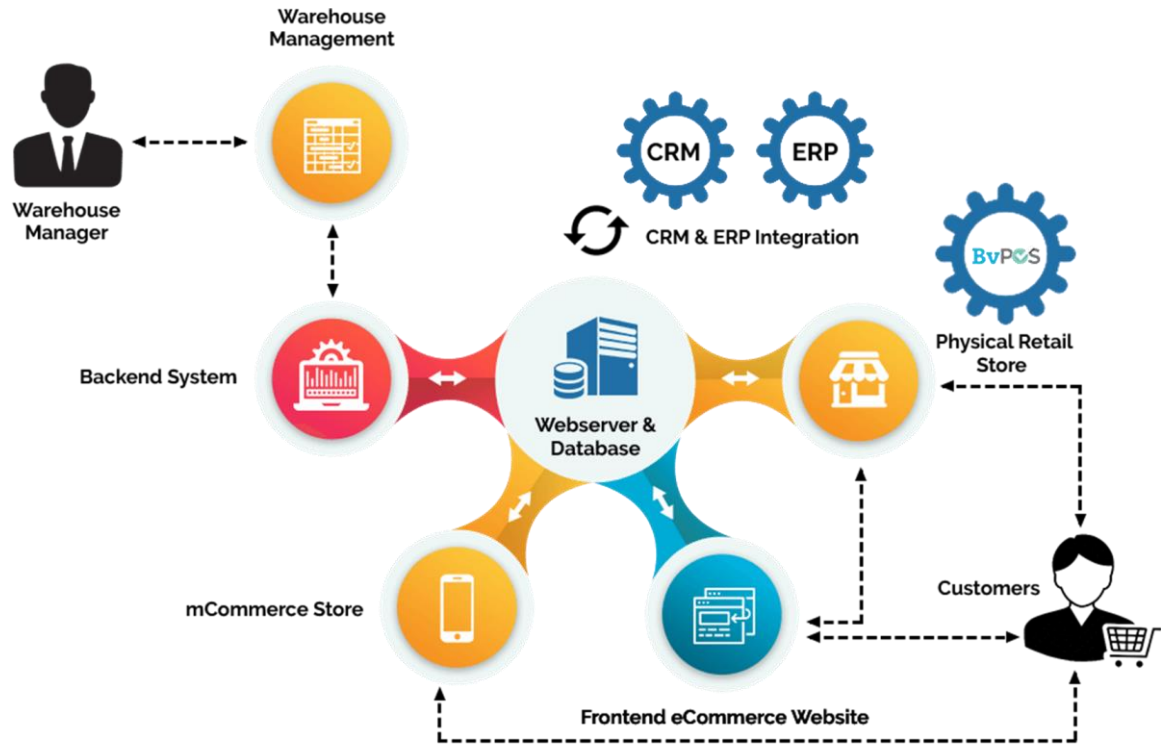 Warehouse
Management
CRM
ERP
Warehouse
Manager
CRM & ERP Integration
BvPOS
Physical Retail
Store
Backend System
Webserver &
Database
mCommerce Store
Customers
Frontend eCommerce Website